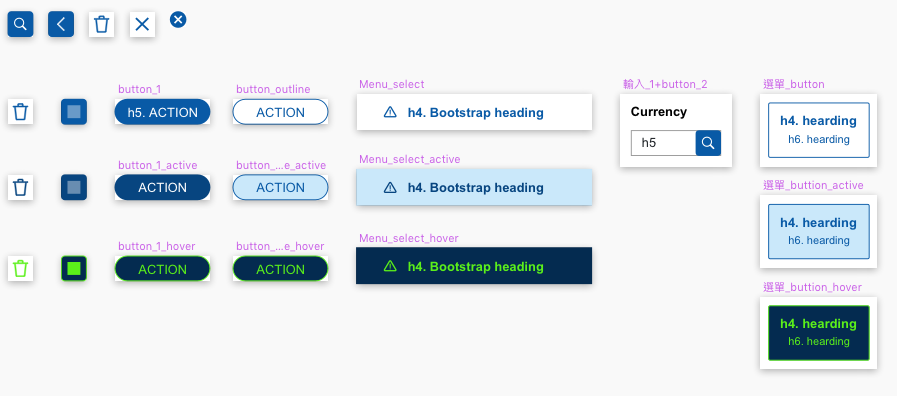 button_1
button_outline
Menu_select
輸入_1+button_2
選單_button
h5. ACTION
ACTION
h4. Bootstrap heading
Currency
h5
h4. hearding
h6. hearding
button_1_active
button_...e_active
Menu_select_active
選單_buttion_active
ACTION
ACTION
h4. Bootstrap heading
h4. hearding
h6. hearding
button_1_hover
button_...e_hover
Menu_select_hover
選單_buttion_hover
ACTION
ACTION
h4. Bootstrap heading
h4. hearding
h6. hearding